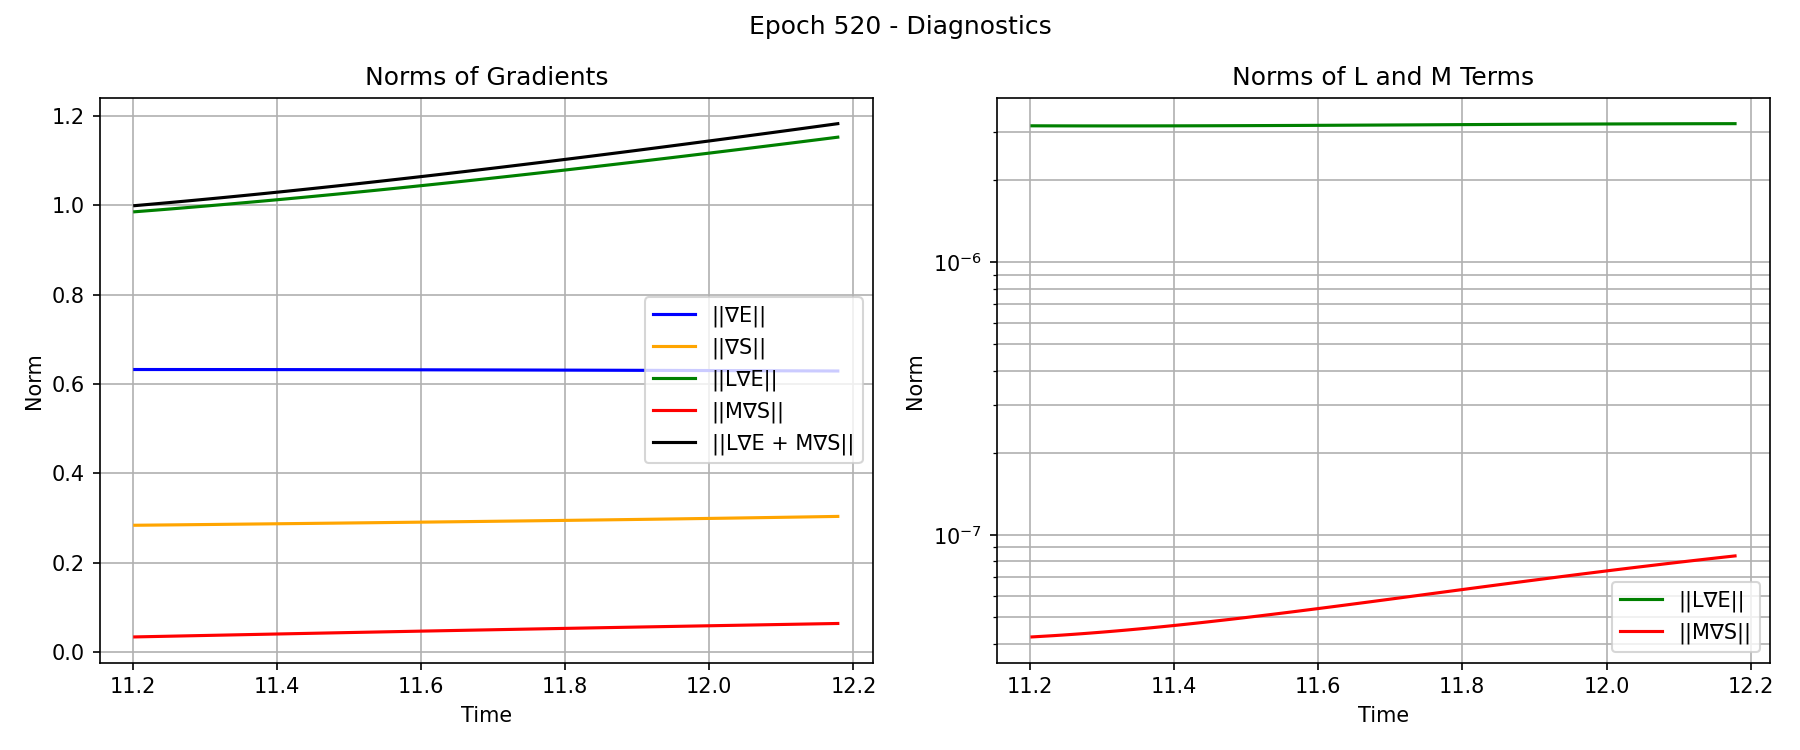 Epoch 520 - Diagnostics
Norms of Gradients
1.2
1.0
0.8
0.6
0.4
0.2
0.0
Norm
||∇E||
||∇S||
||L∇E||
||M∇S||
||L∇E + M∇S||
11.2 11.4 11.6 11.8 12.0 12.2
Time
Norms of L and M Terms
10⁻⁶
10⁻⁷
Norm
||L∇E||
||M∇S||
11.2 11.4 11.6 11.8 12.0 12.2
Time